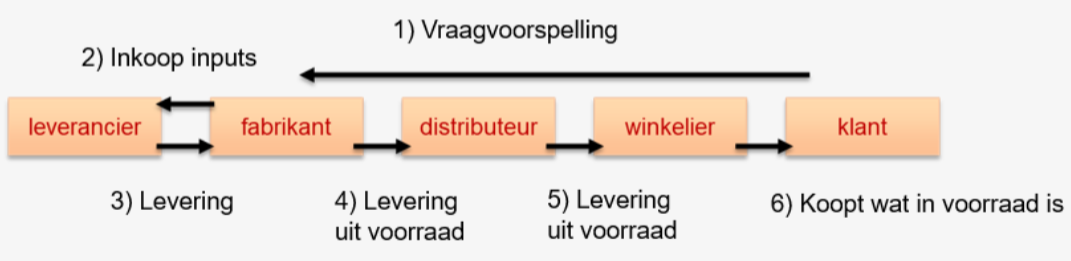 1) Vraagvoorspelling
2) Inkoop inputs
leverancier
fabrikant
distributeur
winkelier
klant
3) Levering
4) Levering
uit voorraad
5) Levering
uit voorraad
6) Koopt wat in voorraad is